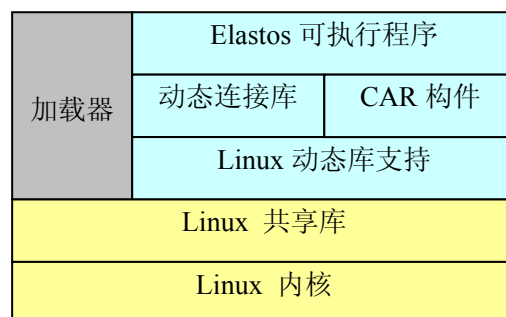 Elastos 可执行程序
加载器
动态连接库
CAR 构件
Linux 动态库支持
Linux 共享库
Linux 内核